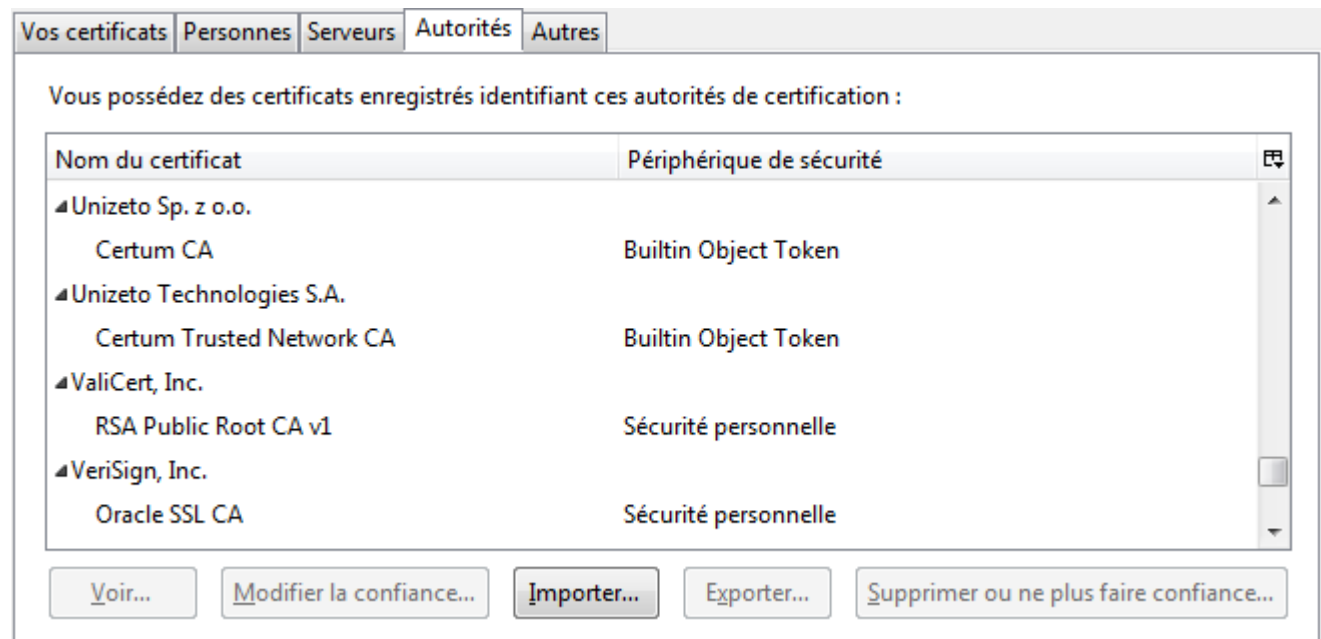 Vos certificats Personnes Serveurs Autorités Autres
Vous possédez des certificats enregistrés identifiant ces autorités de certification :
Nom du certificat Périphérique de sécurité
Unizeto Sp. z o.o.
Certum CA Builtin Object Token
Unizeto Technologies S.A.
Certum Trusted Network CA Builtin Object Token
ValiCert, Inc.
RSA Public Root CA v1 Sécurité personnelle
VeriSign, Inc.
Oracle SSL CA Sécurité personnelle
Voir... Modifier la confiance... Importer... Exporter... Supprimer ou ne plus faire confiance...